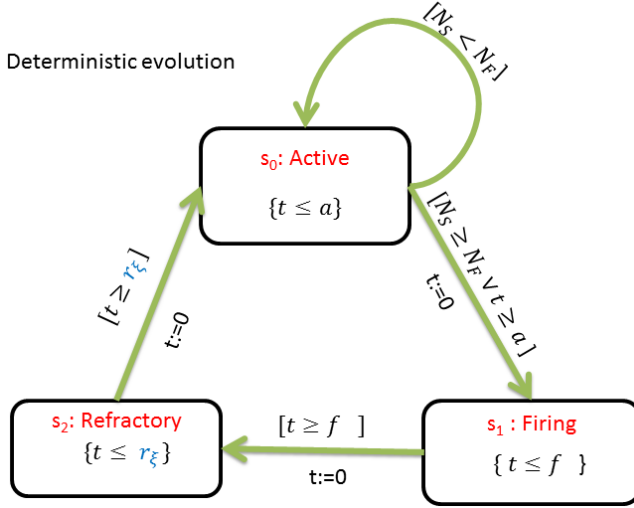 Deterministic evolution
[N_S < N_F]
s₀: Active
{t ≤ a}
[N_S ≥ N_F ∨ t ≥ a]
t:=0
[t ≥ r_ξ]
t:=0
s₂: Refractory
{t ≤ r_ξ}
[t ≥ f ]
t:=0
s₁ : Firing
{ t ≤ f }